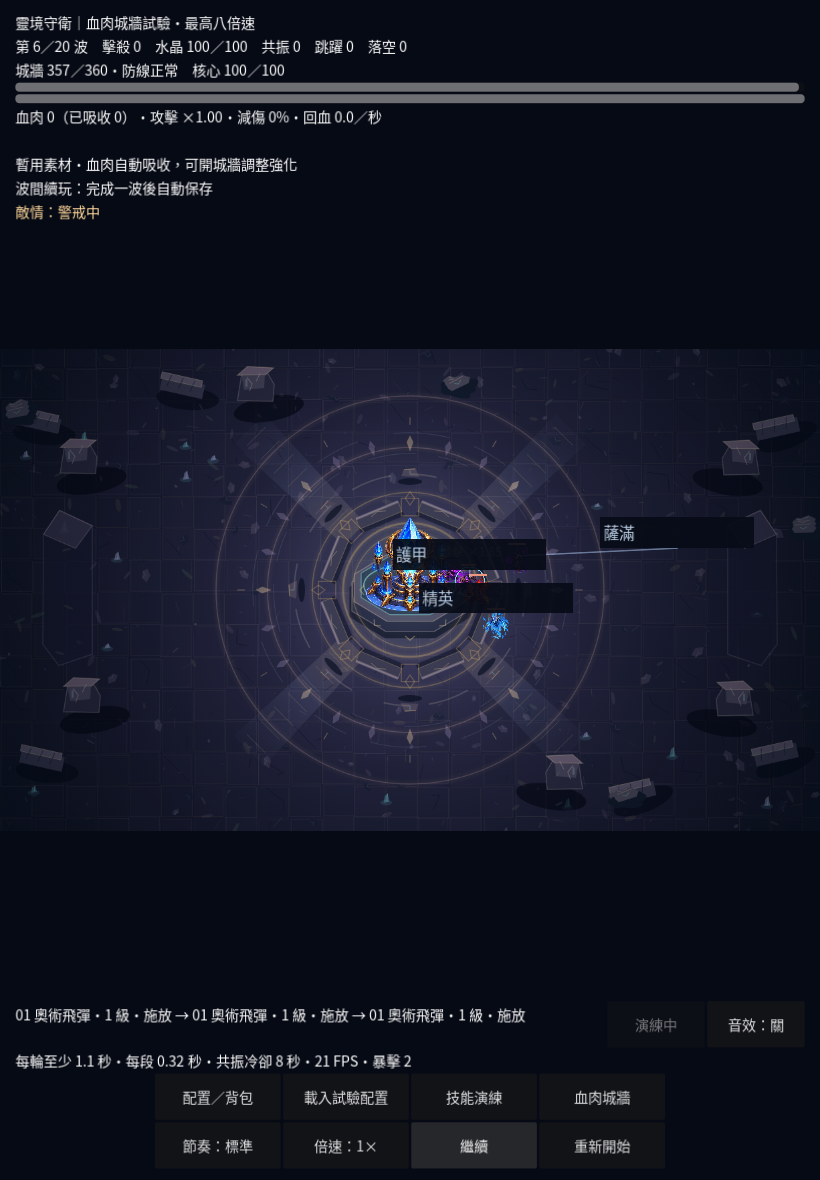 靈境守衛｜血肉城牆試驗・最高八倍速
第 6／20 波　擊殺 0　水晶 100／100　共振 0　跳躍 0　落空 0
城牆 357／360・防線正常　核心 100／100
血肉 0（已吸收 0）・攻擊 ×1.00・減傷 0%・回血 0.0／秒
暫用素材・血肉自動吸收，可開城牆調整強化
波間續玩：完成一波後自動保存
敵情：警戒中
薩滿
護甲
精英
01 奧術飛彈・1 級・施放 → 01 奧術飛彈・1 級・施放 → 01 奧術飛彈・1 級・施放
演練中
音效：關
每輪至少 1.1 秒・每段 0.32 秒・共振冷卻 8 秒・21 FPS・暴擊 2
配置／背包
載入試驗配置
技能演練
血肉城牆
節奏：標準
倍速：1×
繼續
重新開始